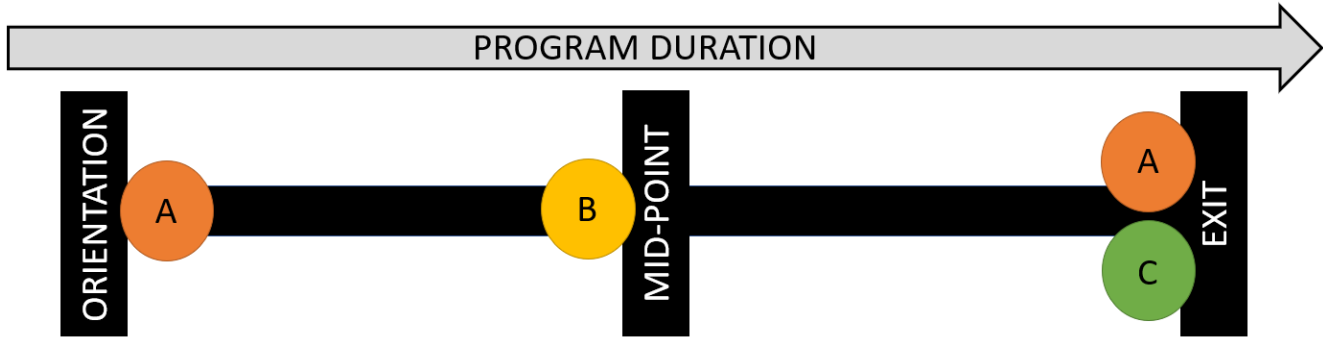 PROGRAM DURATION
ORIENTATION
A
B
MID-POINT
A
C
EXIT